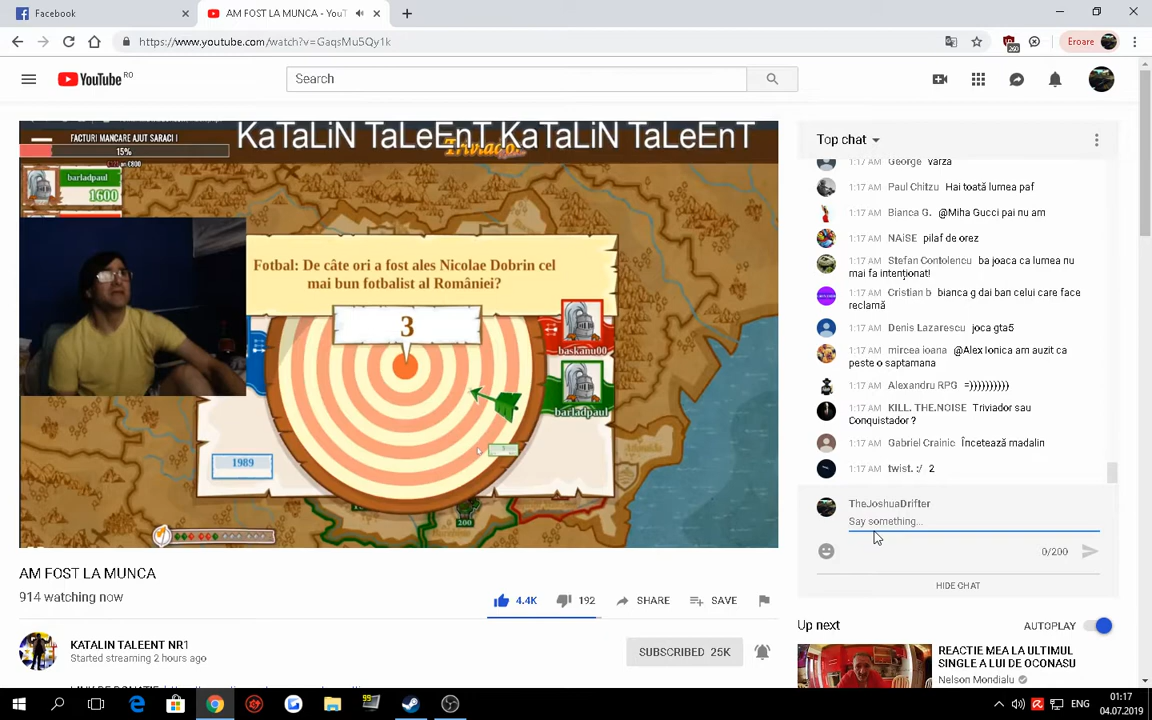 Facebook
AM FOST LA MUNCA - YouT
https://www.youtube.com/watch?v=GaqsMu5Qy1k
260
Eroare
YouTube RO
Search
FACTURI MANCARE AJUT SARACI !
15%
KaTaLiN TaLeEnT KaTaLiN TaLeEnT
barladpaul
1600
Fotbal: De câte ori a fost ales Nicolae Dobrin cel
mai bun fotbalist al României?
3
baskanu00
barladpaul
1989
200
Top chat
George varza
1:17 AM Paul Chitzu Hai toată lumea paf
1:17 AM Bianca G. @Miha Gucci pai nu am
1:17 AM NAiSE pilaf de orez
1:17 AM Stefan Contolencu ba joaca ca lumea nu
mai fa intenționat!
1:17 AM Cristian b bianca g dai ban celui care face
reclamă
1:17 AM Denis Lazarescu joca gta5
1:17 AM mircea ioana @Alex Ionica am auzit ca
peste o saptamana
1:17 AM Alexandru RPG =)))))))))))
1:17 AM KILL. THE.NOISE Triviador sau
Conquistador ?
1:17 AM Gabriel Crainic Încetează madalin
1:17 AM twist. :/ 2
TheJoshuaDrifter
Say something...
0/200
HIDE CHAT
AM FOST LA MUNCA
914 watching now
4.4K
192
SHARE
SAVE
KATALIN TALEENT NR1
Started streaming 2 hours ago
SUBSCRIBED 25K
Up next
AUTOPLAY
REACTIE MEA LA ULTIMUL
SINGLE A LUI DE OCONASU
Nelson Mondialu
99
ENG
01:17
04.07.2019